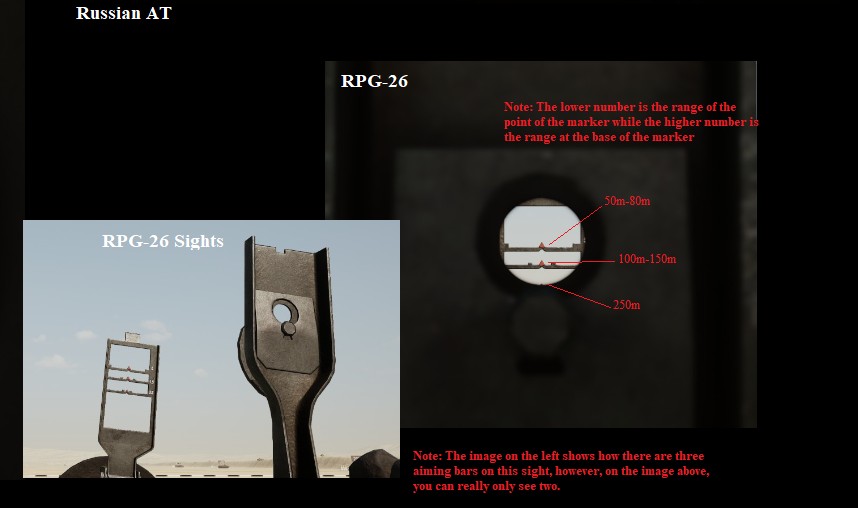 Russian AT
RPG-26
Note: The lower number is the range of the
point of the marker while the higher number is
the range at the base of the marker
50m-80m
100m-150m
250m
RPG-26 Sights
Note: The image on the left shows how there are three
aiming bars on this sight, however, on the image above,
you can really only see two.